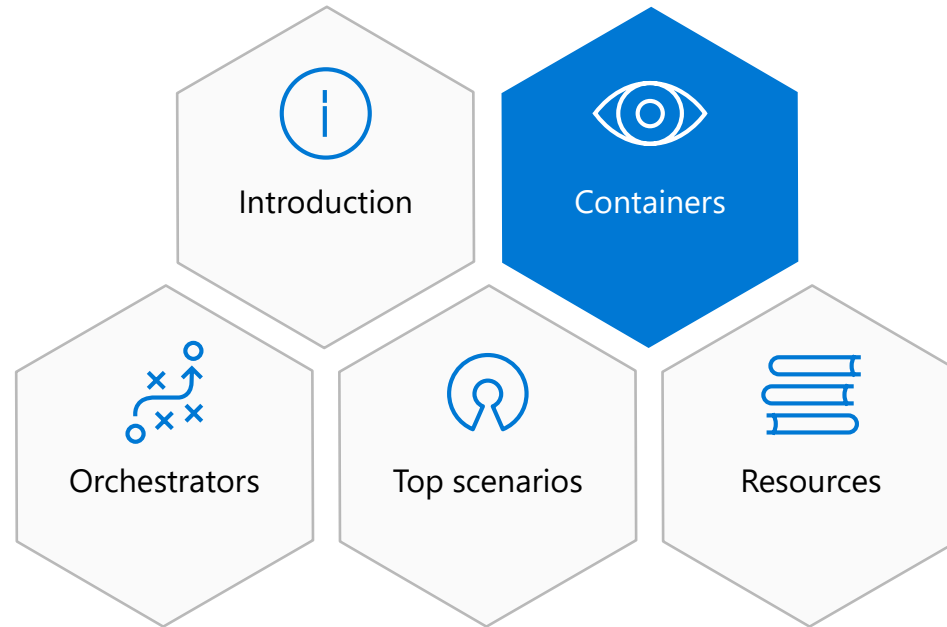 Introduction
Containers
Orchestrators
Top scenarios
Resources